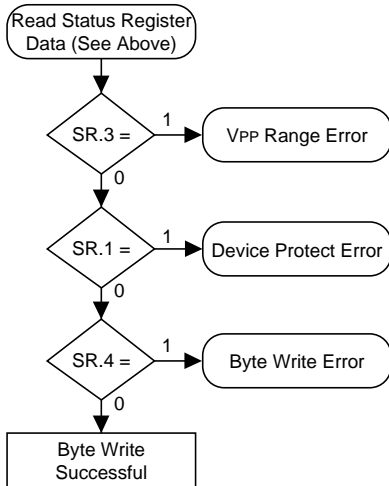 Read Status Register
Data (See Above)
SR.3 =
1
VPP Range Error
0
SR.1 =
1
Device Protect Error
0
SR.4 =
1
Byte Write Error
0
Byte Write
Successful